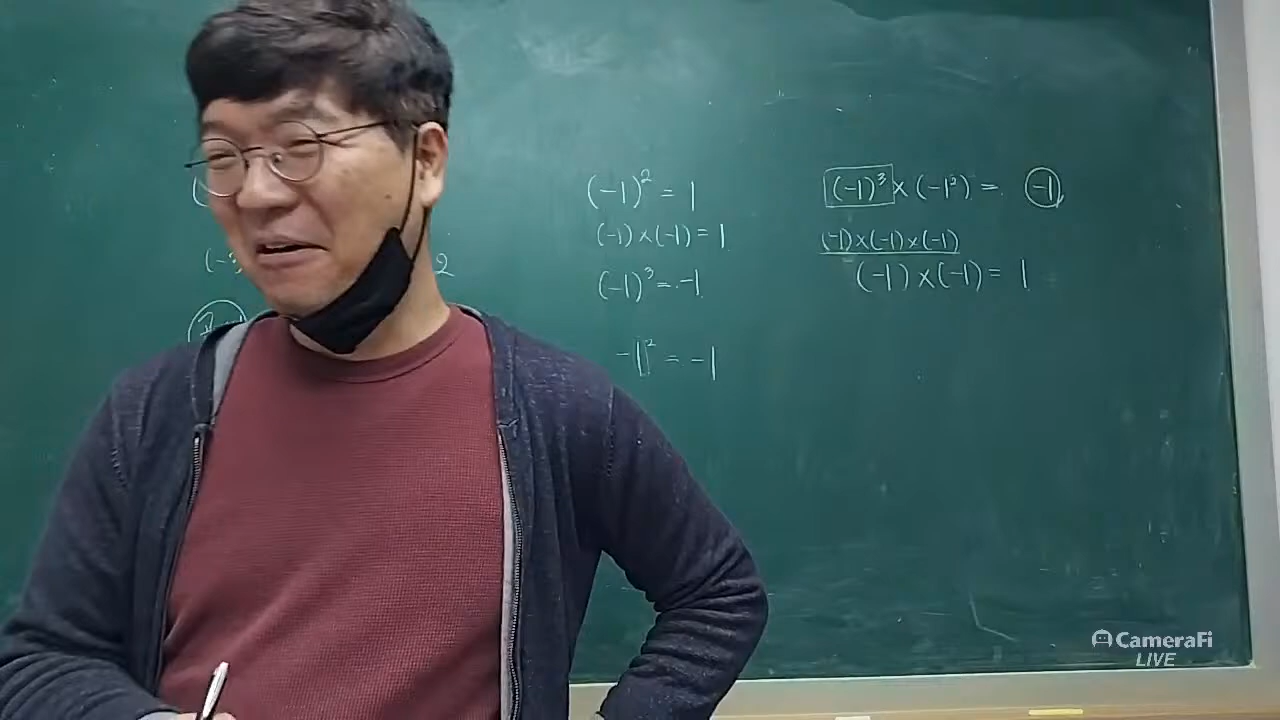 (-1)² = 1
(-1)×(-1) = 1
(-1)³ = -1
-1² = -1
(-1)³ × (-1²) = -1
(-1)×(-1)×(-1)
(-1)×(-1) = 1
2
CameraFi
LIVE